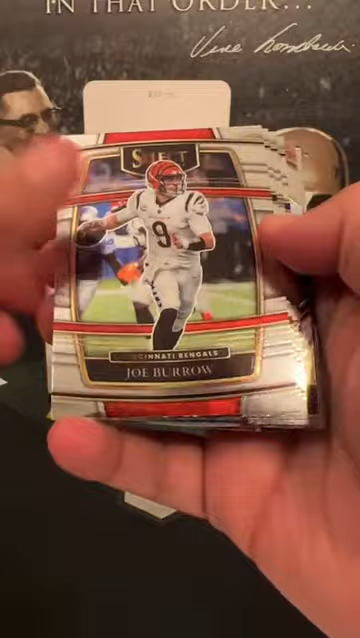 IN THAT ORDER...
Vince Lombardi
SELECT
9
CINCINNATI BENGALS
JOE BURROW